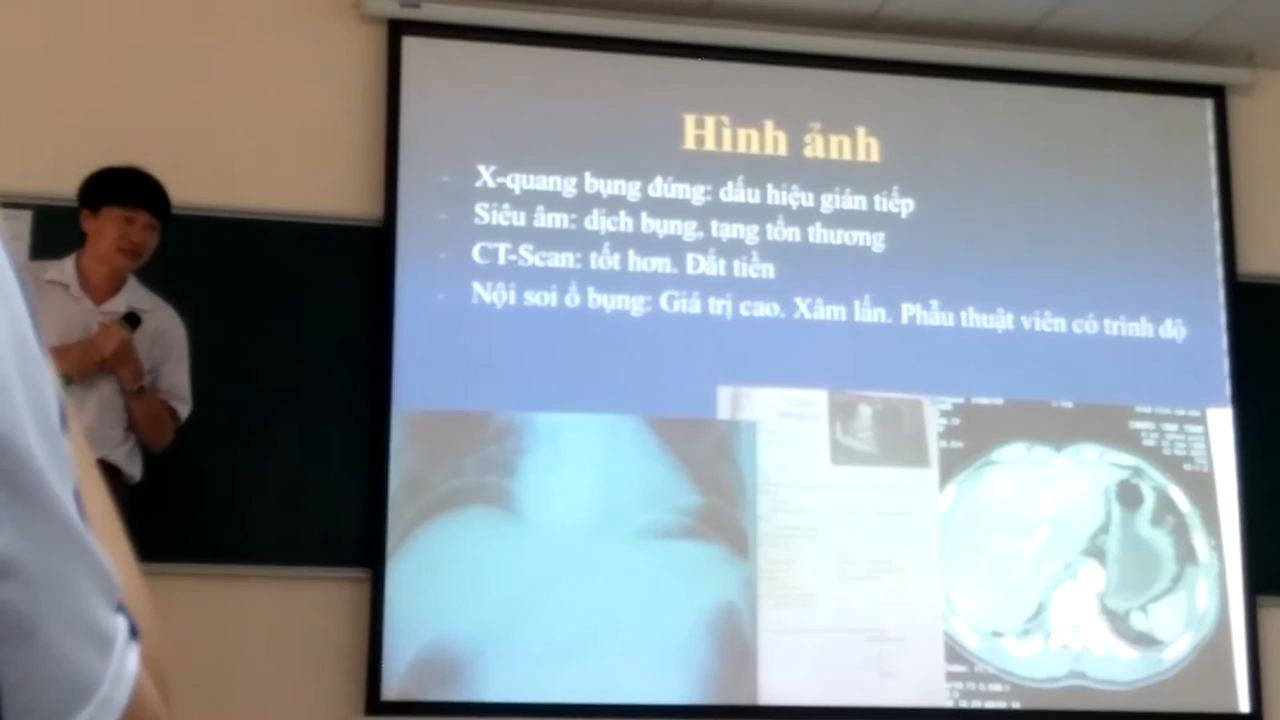 Hình ảnh
- X-quang bụng đứng: dấu hiệu gián tiếp
- Siêu âm: dịch bụng, tạng tổn thương
- CT-Scan: tốt hơn. Đắt tiền
- Nội soi ổ bụng: Giá trị cao. Xâm lấn. Phẫu thuật viên có trình độ